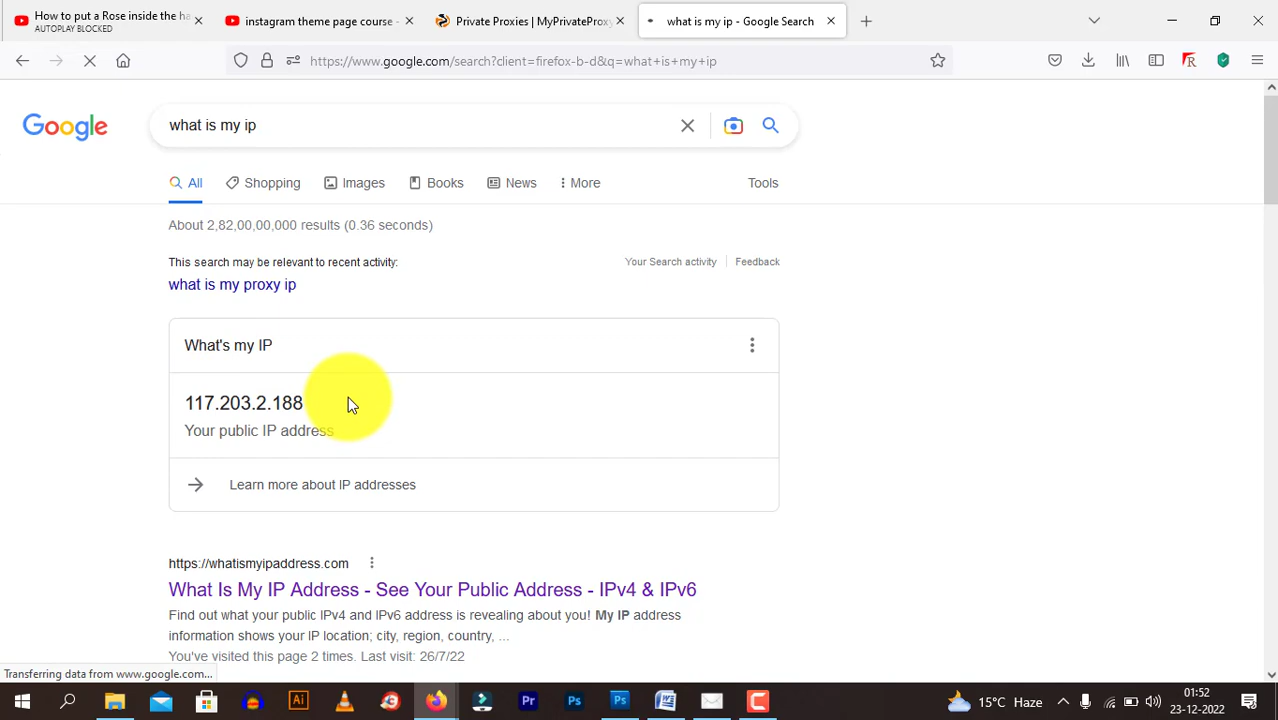 How to put a Rose inside the ha
AUTOPLAY BLOCKED
instagram theme page course -
Private Proxies | MyPrivateProxy
what is my ip - Google Search
https://www.google.com/search?client=firefox-b-d&q=what+is+my+ip
Google
what is my ip
All
Shopping
Images
Books
News
More
Tools
About 2,82,00,00,000 results (0.36 seconds)
This search may be relevant to recent activity:
Your Search activity
Feedback
what is my proxy ip
What's my IP
117.203.2.188
Your public IP address
Learn more about IP addresses
https://whatismyipaddress.com
What Is My IP Address - See Your Public Address - IPv4 & IPv6
Find out what your public IPv4 and IPv6 address is revealing about you! My IP address
information shows your IP location; city, region, country, ...
You've visited this page 2 times. Last visit: 26/7/22
Transferring data from www.google.com...
Ai
Pr
Ps
Ps
15°C Haze
01:52
23-12-2022